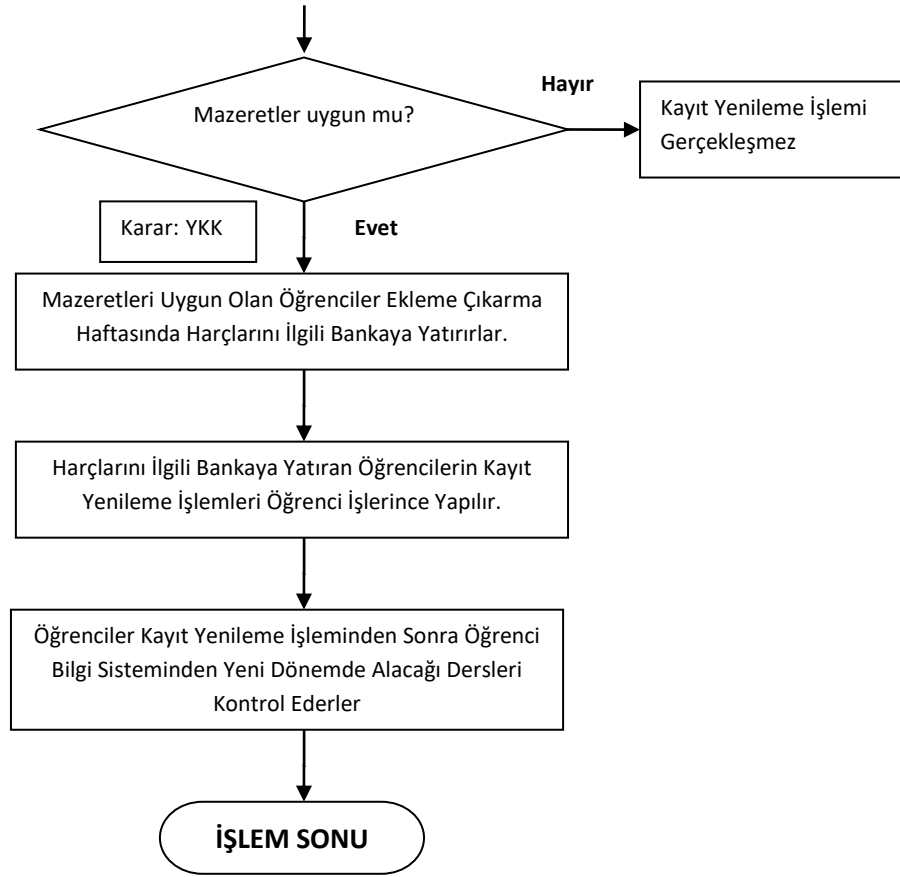 Mazeretler uygun mu?
Hayır
Kayıt Yenileme İşlemi
Gerçekleşmez
Karar: YKK
Evet
Mazeretleri Uygun Olan Öğrenciler Ekleme Çıkarma
Haftasında Harçlarını İlgili Bankaya Yatırırlar.
Harçlarını İlgili Bankaya Yatıran Öğrencilerin Kayıt
Yenileme İşlemleri Öğrenci İşlerince Yapılır.
Öğrenciler Kayıt Yenileme İşleminden Sonra Öğrenci
Bilgi Sisteminden Yeni Dönemde Alacağı Dersleri
Kontrol Ederler
İŞLEM SONU